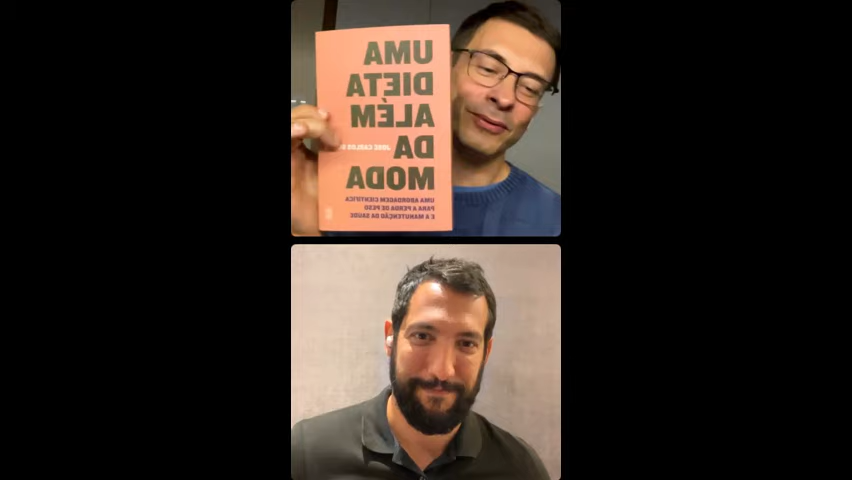 UMA
DIETA
ALÉM
DA
JOSÉ CARLOS
MODA
UMA ABORDAGEM CIENTÍFICA
PARA A PERDA DE PESO
E A MANUTENÇÃO DA SAÚDE